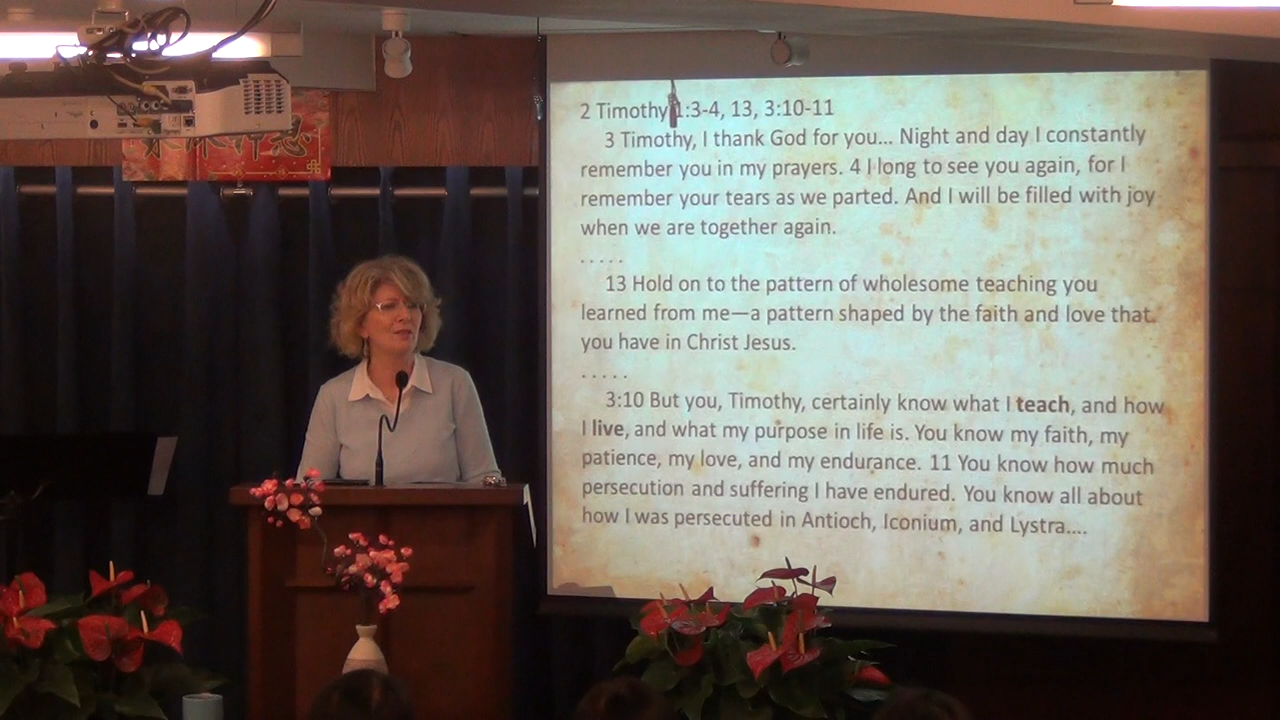 2 Timothy 1:3-4, 13, 3:10-11
3 Timothy, I thank God for you... Night and day I constantly
remember you in my prayers. 4 I long to see you again, for I
remember your tears as we parted. And I will be filled with joy
when we are together again.
. . . . .
13 Hold on to the pattern of wholesome teaching you
learned from me—a pattern shaped by the faith and love that
you have in Christ Jesus.
. . . . .
3:10 But you, Timothy, certainly know what I teach, and how
I live, and what my purpose in life is. You know my faith, my
patience, my love, and my endurance. 11 You know how much
persecution and suffering I have endured. You know all about
how I was persecuted in Antioch, Iconium, and Lystra....